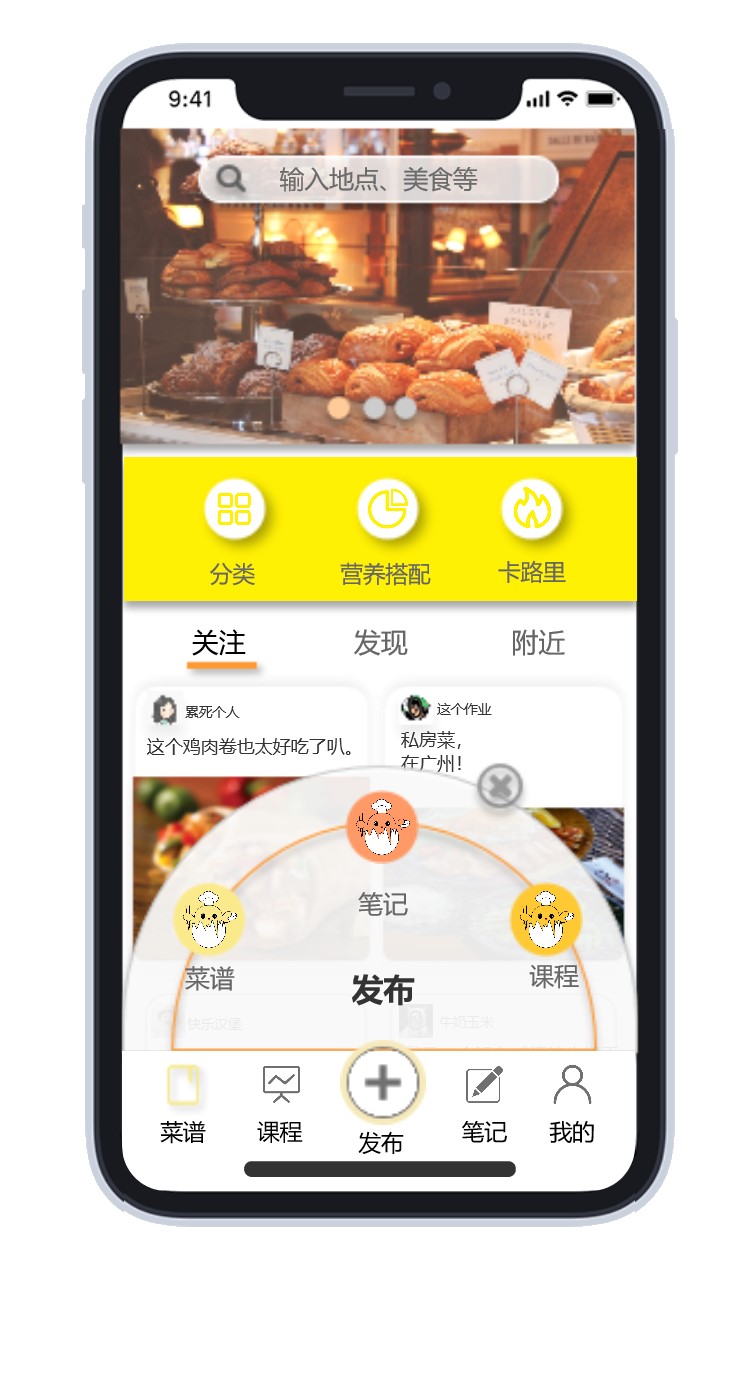 9:41
输入地点、美食等
分类
营养搭配
卡路里
关注
发现
附近
累死个人
这个作业
这个鸡肉卷也太好吃了叭。
私房菜，
在广州！
笔记
菜谱
课程
发布
快乐汉堡
牛奶玉米
菜谱
课程
发布
笔记
我的